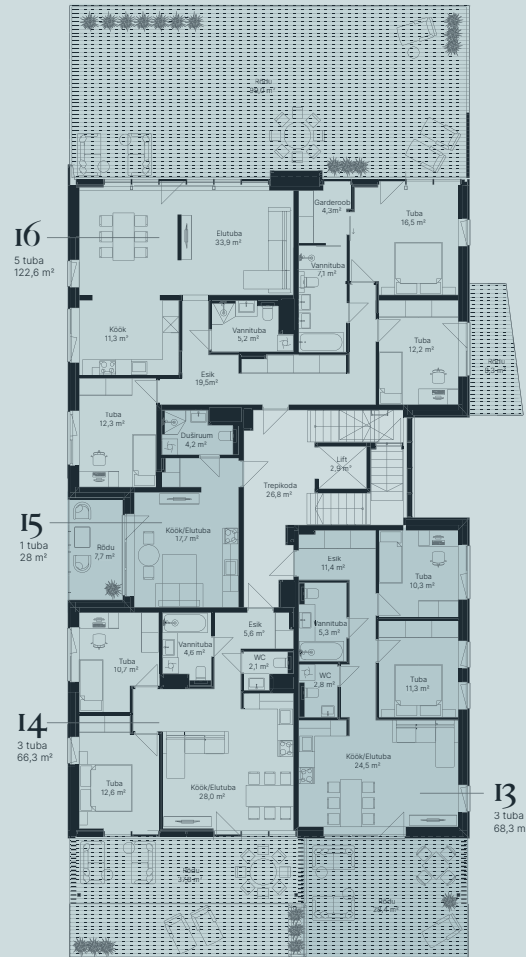 Rõdu
Garderoob
4,3m²
Tuba
16,5 m²
16
5 tuba
122,6 m²
Elutuba
33,9 m²
Vannituba
7,1 m²
Köök
11,3 m²
Vannituba
5,2 m²
Tuba
12,2 m²
Rõdu
Esik
19,5m²
Tuba
12,3 m²
Duširuum
4,2 m²
Lift
2,9 m²
Trepikoda
26,8 m²
15
1 tuba
28 m²
Köök/Elutuba
17,7 m²
Rõdu
7,7 m²
Esik
11,4 m²
Tuba
10,3 m²
Esik
5,6 m²
Vannituba
5,3 m²
Vannituba
4,6 m²
Tuba
10,7 m²
WC
2,1 m²
WC
2,8 m²
Tuba
11,3 m²
14
3 tuba
66,3 m²
Köök/Elutuba
24,5 m²
Tuba
12,6 m²
Köök/Elutuba
28,0 m²
13
3 tuba
68,3 m
Rõdu
Rõdu